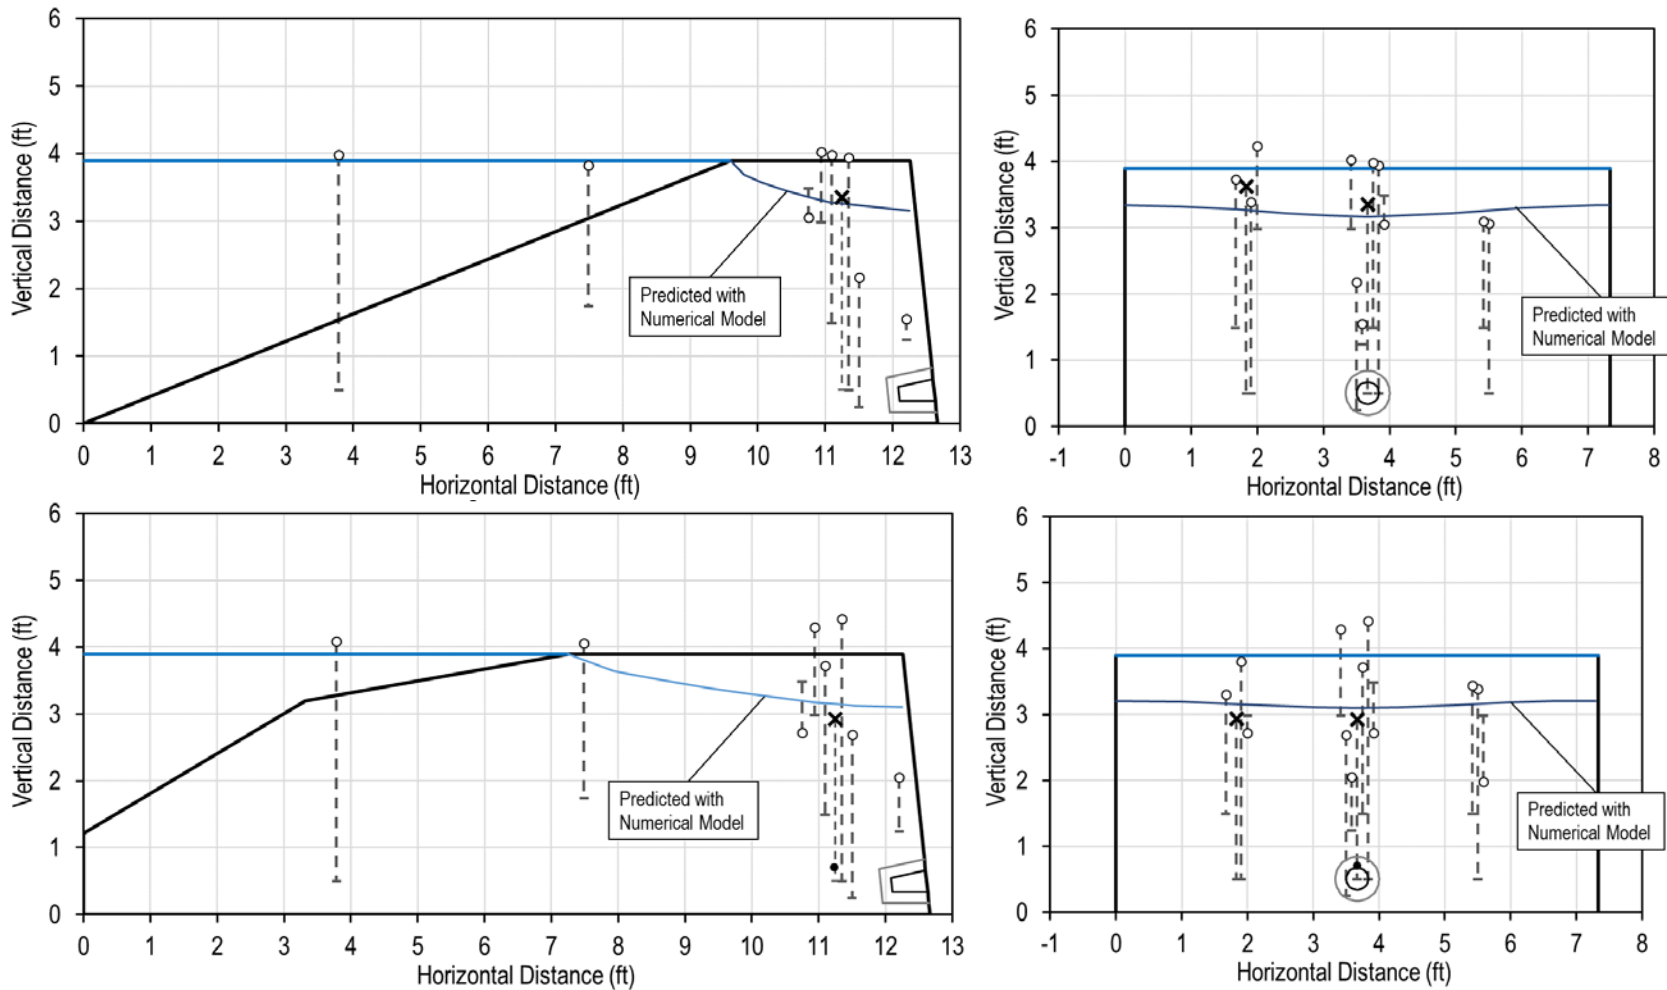 6
5
4
3
2
1
0
Vertical Distance (ft)
Predicted with
Numerical Model
0 1 2 3 4 5 6 7 8 9 10 11 12 13
Horizontal Distance (ft)
6
5
4
3
2
1
0
Vertical Distance (ft)
Predicted with
Numerical Model
-1 0 1 2 3 4 5 6 7 8
Horizontal Distance (ft)
6
5
4
3
2
1
0
Vertical Distance (ft)
Predicted with
Numerical Model
0 1 2 3 4 5 6 7 8 9 10 11 12 13
Horizontal Distance (ft)
6
5
4
3
2
1
0
Vertical Distance (ft)
Predicted with
Numerical Model
-1 0 1 2 3 4 5 6 7 8
Horizontal Distance (ft)